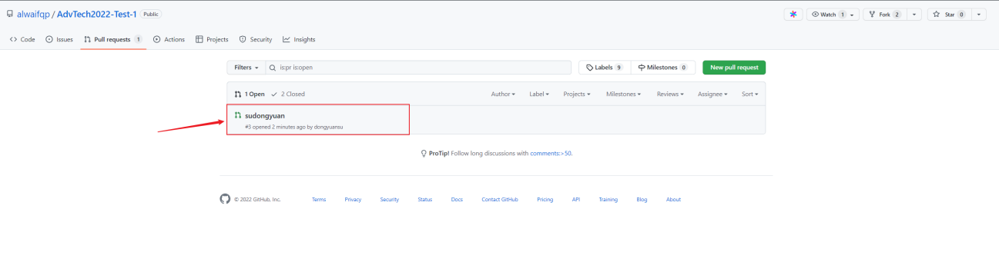 alwaifqp / AdvTech2022-Test-1 Public
Watch 1 Fork 2 Star 0
Code Issues Pull requests 1 Actions Projects Security Insights
Filters is:pr is:open Labels 9 Milestones 0 New pull request
1 Open 2 Closed Author Label Projects Milestones Reviews Assignee Sort
sudongyuan
#3 opened 2 minutes ago by dongyuansu
ProTip! Follow long discussions with comments:>50.
© 2022 GitHub, Inc. Terms Privacy Security Status Docs Contact GitHub Pricing API Training Blog About